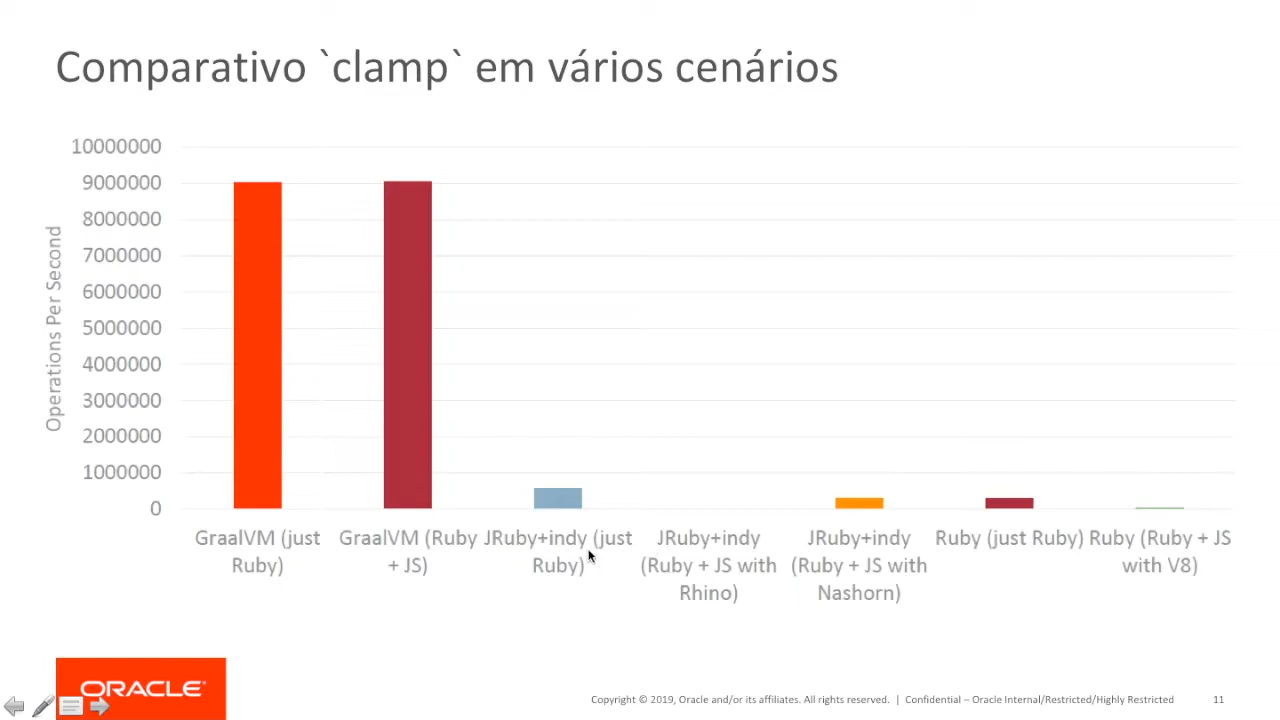 Comparativo `clamp` em vários cenários
Operations Per Second
10000000
9000000
8000000
7000000
6000000
5000000
4000000
3000000
2000000
1000000
0
GraalVM (just
Ruby)
GraalVM (Ruby
+ JS)
JRuby+indy (just
Ruby)
JRuby+indy
(Ruby + JS with
Rhino)
JRuby+indy
(Ruby + JS with
Nashorn)
Ruby (just Ruby)
Ruby (Ruby + JS
with V8)
ORACLE®
Copyright © 2019, Oracle and/or its affiliates. All rights reserved. | Confidential – Oracle Internal/Restricted/Highly Restricted 11